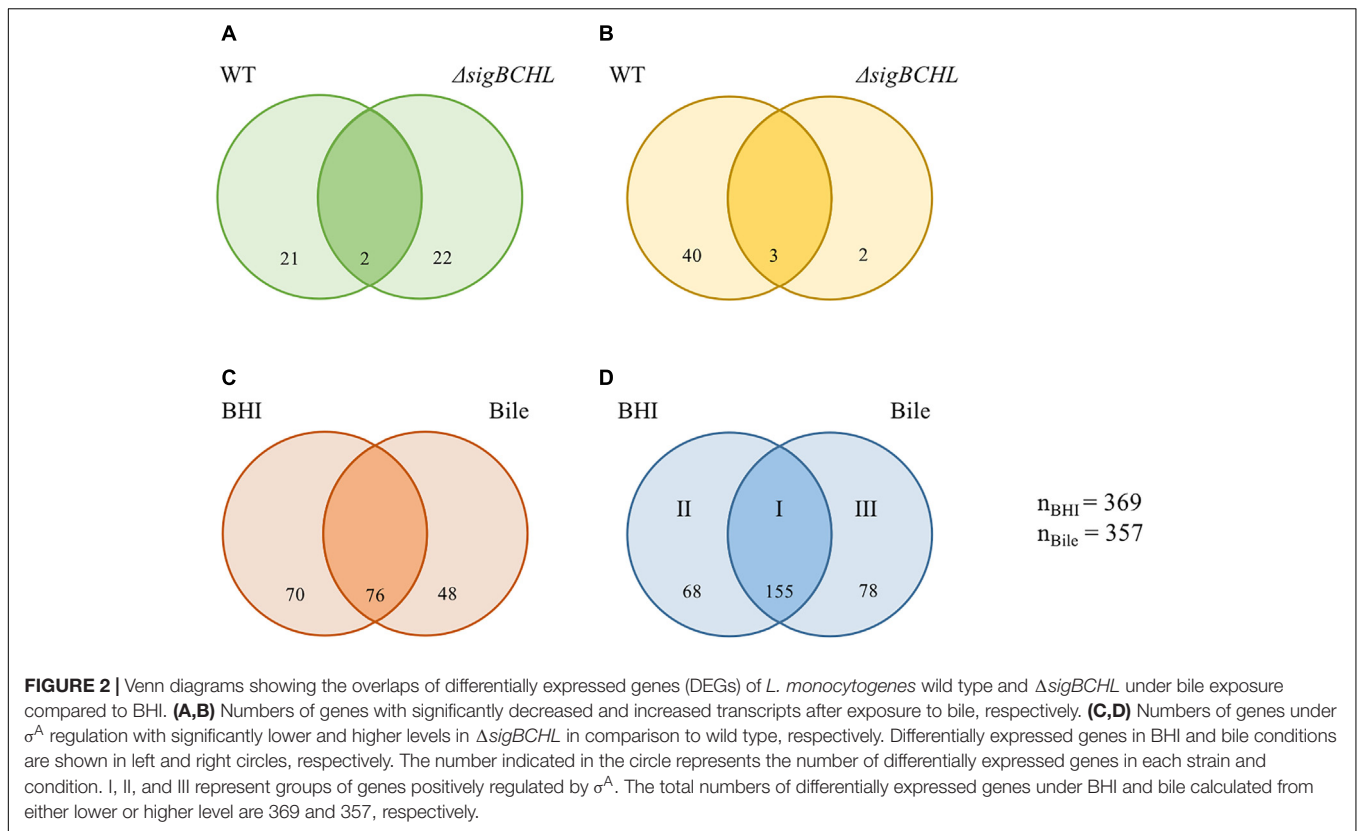 A
B
WT
ΔsigBCHL
WT
ΔsigBCHL
21
2
22
40
3
2
C
D
BHI
Bile
BHI
Bile
II
I
III
70
76
48
68
155
78
nBHI = 369
nBile = 357
FIGURE 2 | Venn diagrams showing the overlaps of differentially expressed genes (DEGs) of L. monocytogenes wild type and ΔsigBCHL under bile exposure
compared to BHI. (A,B) Numbers of genes with significantly decreased and increased transcripts after exposure to bile, respectively. (C,D) Numbers of genes under
σA regulation with significantly lower and higher levels in ΔsigBCHL in comparison to wild type, respectively. Differentially expressed genes in BHI and bile conditions
are shown in left and right circles, respectively. The number indicated in the circle represents the number of differentially expressed genes in each strain and
condition. I, II, and III represent groups of genes positively regulated by σA. The total numbers of differentially expressed genes under BHI and bile calculated from
either lower or higher level are 369 and 357, respectively.